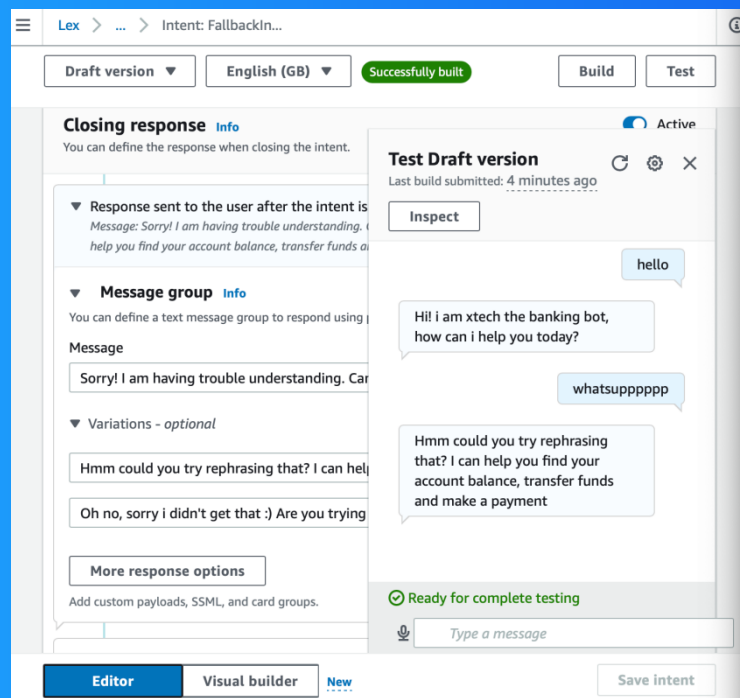 Lex > ... > Intent: FallbackIn...
Draft version ▼ English (GB) ▼ Successfully built Build Test
Closing response Info
Active
You can define the response when closing the intent.
▼ Response sent to the user after the intent is
Message: Sorry! I am having trouble understanding.
help you find your account balance, transfer funds
▼ Message group Info
You can define a text message group to respond using
Message
Sorry! I am having trouble understanding. Can
▼ Variations - optional
Hmm could you try rephrasing that? I can help
Oh no, sorry i didn't get that :) Are you trying
More response options
Add custom payloads, SSML, and card groups.
Test Draft version
Last build submitted: 4 minutes ago
Inspect
hello
Hi! i am xtech the banking bot,
how can i help you today?
whatsupppppp
Hmm could you try rephrasing
that? I can help you find your
account balance, transfer funds
and make a payment
Ready for complete testing
Type a message
Editor Visual builder New
Save intent